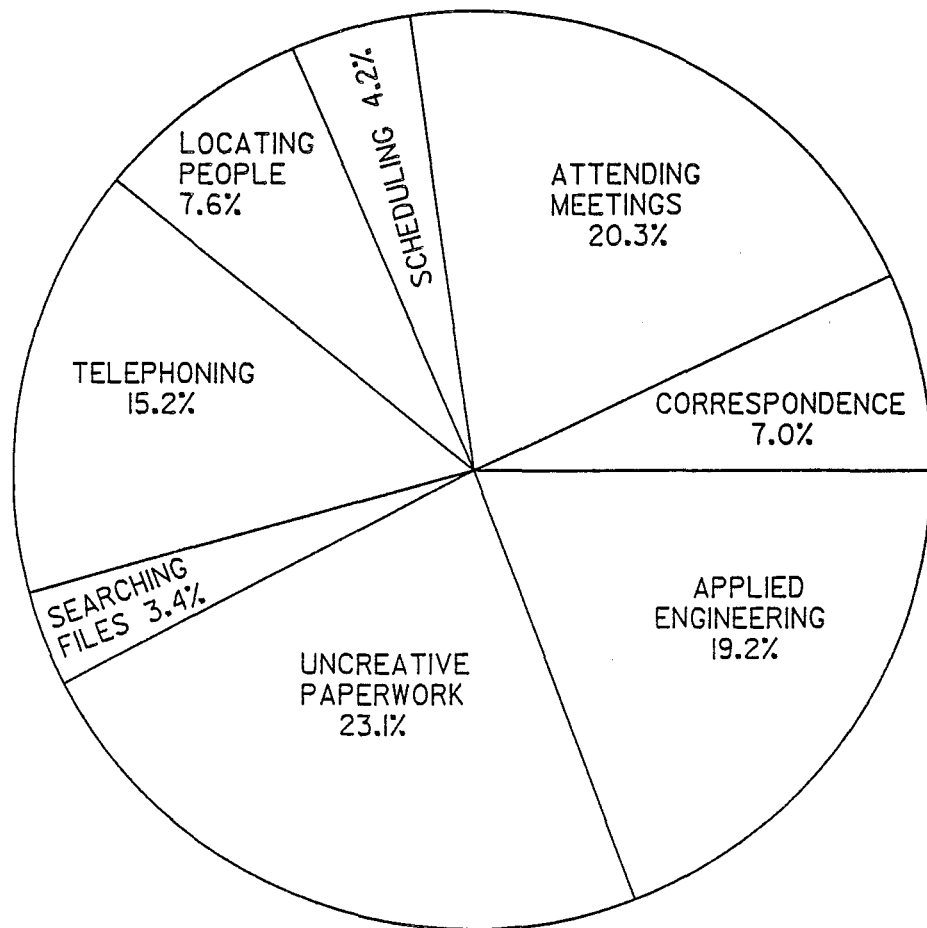 SCHEDULING 4.2%
LOCATING
PEOPLE
7.6%
ATTENDING
MEETINGS
20.3%
TELEPHONING
15.2%
CORRESPONDENCE
7.0%
SEARCHING
FILES 3.4%
APPLIED
ENGINEERING
19.2%
UNCREATIVE
PAPERWORK
23.1%